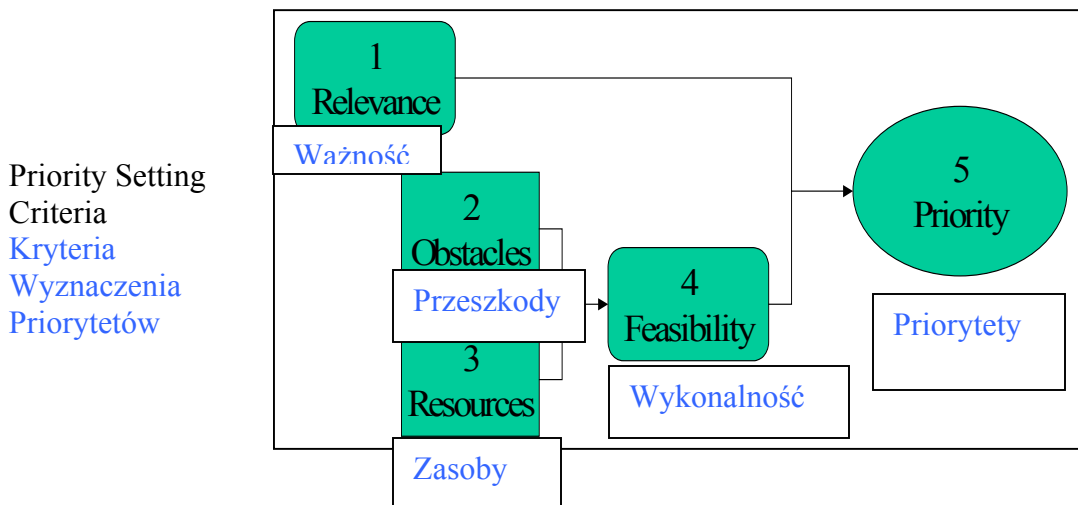 Priority Setting
Criteria
Kryteria
Wyznaczenia
Priorytetów
1
Relevance
Ważność
2
Obstacles
Przeszkody
3
Resources
Zasoby
4
Feasibility
Wykonalność
5
Priority
Priorytety